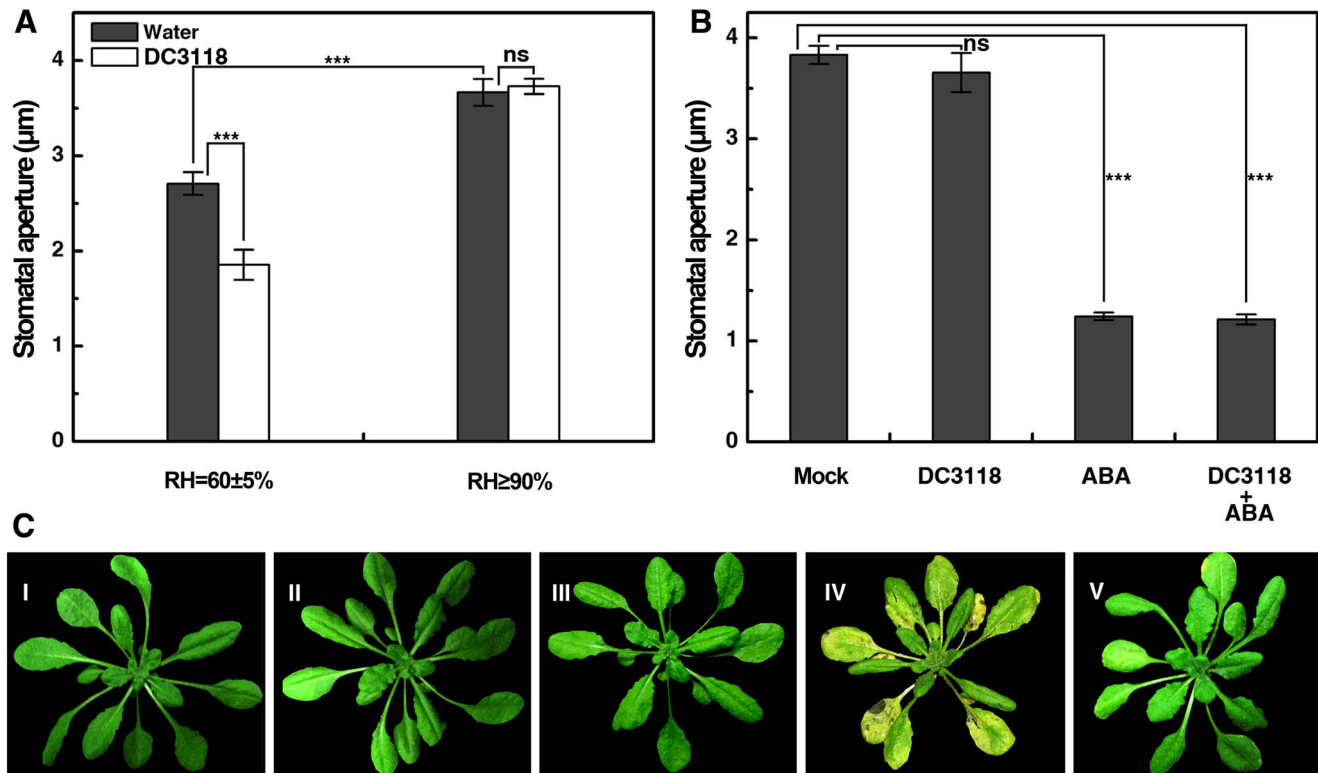 A
Water
DC3118
***
***
ns
Stomatal aperture (μm)
4
3
2
1
0
RH=60±5%
RH≥90%
B
ns
***
***
Stomatal aperture (μm)
4
3
2
1
0
Mock
DC3118
ABA
DC3118
+
ABA
C
I
II
III
IV
V